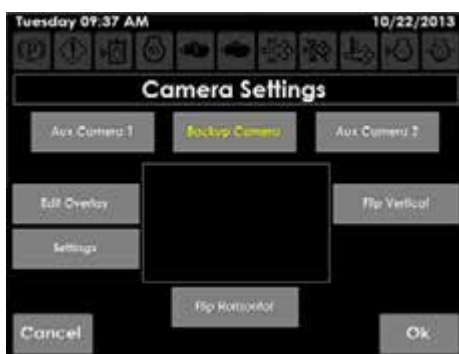 Tuesday 09:37 AM 10/22/2013
Camera Settings
Aux Camera 1 Backup Camera Aux Camera 2
Edit Overlay Flip Vertical
Settings
Flip Horizontal
Cancel Ok